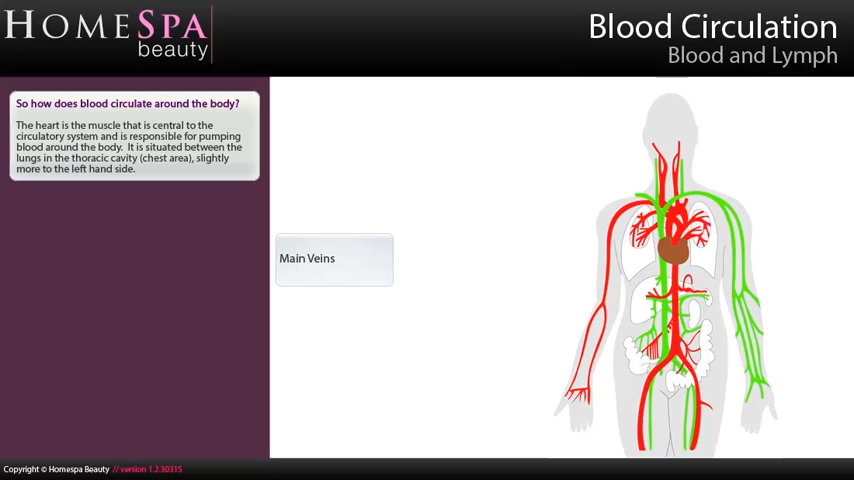 HOMESPA
beauty
Blood Circulation
Blood and Lymph
So how does blood circulate around the body?
The heart is the muscle that is central to the
circulatory system and is responsible for pumping
blood around the body. It is situated between the
lungs in the thoracic cavity (chest area), slightly
more to the left hand side.
Main Veins
Copyright © Homespa Beauty // version 1.2.30315